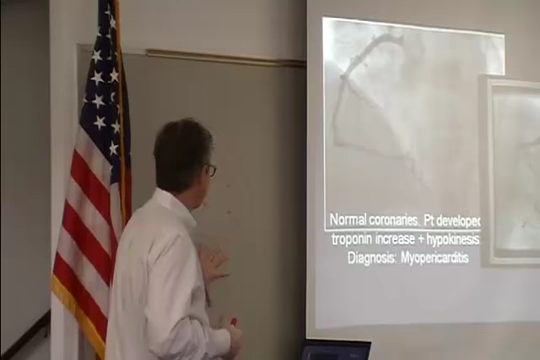 Normal coronaries. Pt developed
troponin increase + hypokinesis
Diagnosis: Myopericarditis